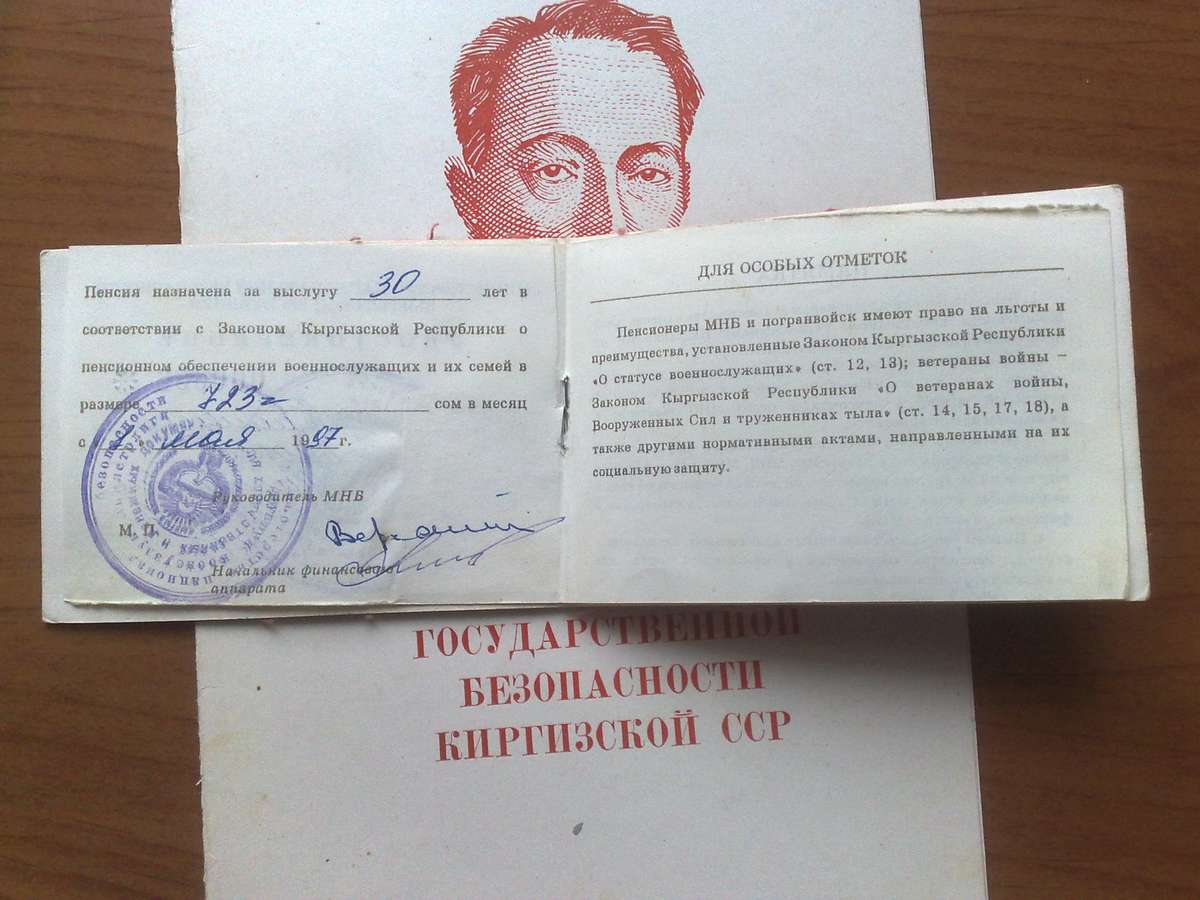 Пенсия назначена за выслугу 30 лет в
соответствии с Законом Кыргызской Республики о
пенсионном обеспечении военнослужащих и их семей в
размере 723= сом в месяц
с мая 1997 г.
Руководитель МНБ
М. П.
Начальник финансового
аппарата
ДЛЯ ОСОБЫХ ОТМЕТОК
Пенсионеры МНБ и погранвойск имеют право на льготы и
преимущества, установленные Законом Кыргызской Республики
«О статусе военнослужащих» (ст. 12, 13); ветераны войны –
Законом Кыргызской Республики «О ветеранах войны,
Вооруженных Сил и труженниках тыла» (ст. 14, 15, 17, 18), а
также другими нормативными актами, направленными на их
социальную защиту.
ГОСУДАРСТВЕННОЙ
БЕЗОПАСНОСТИ
КИРГИЗСКОЙ ССР